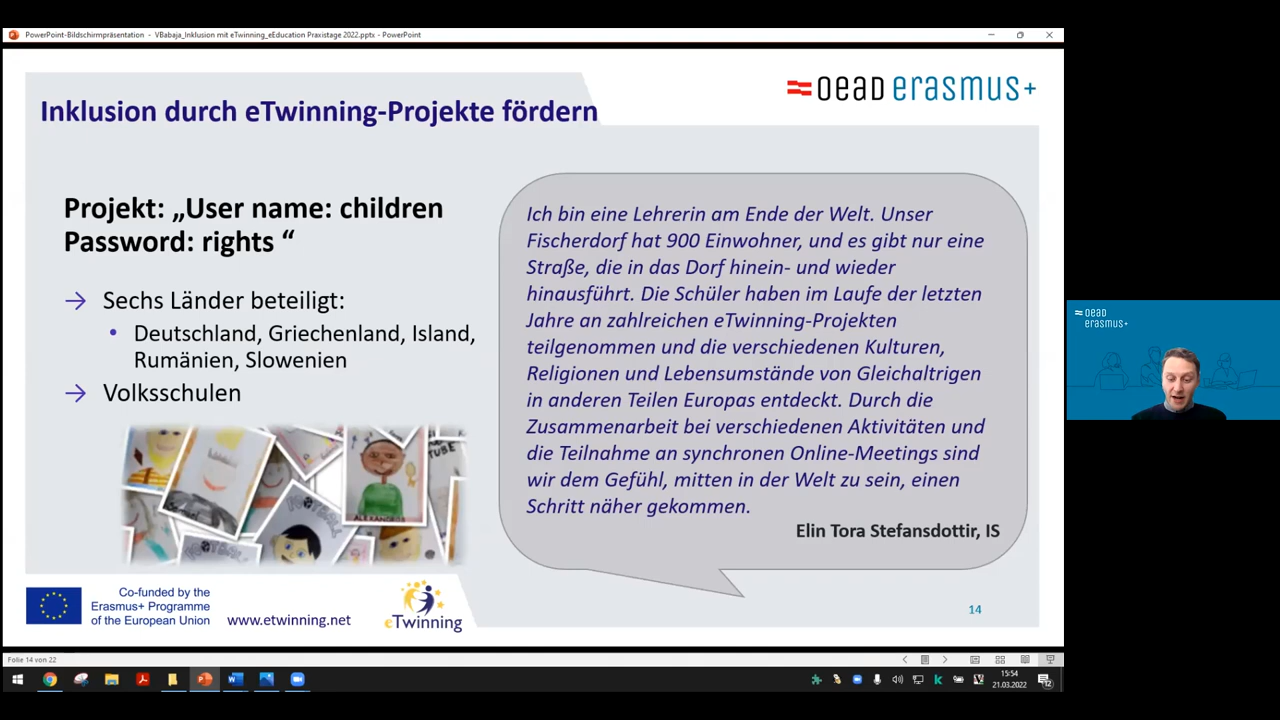 PowerPoint-Bildschirmpräsentation - VBabaja_Inklusion mit eTwinning_eEducation Praxistage 2022.pptx - PowerPoint
Inklusion durch eTwinning-Projekte fördern
oead erasmus+
Projekt: „User name: children
Password: rights “
→ Sechs Länder beteiligt:
• Deutschland, Griechenland, Island,
Rumänien, Slowenien
→ Volksschulen
Ich bin eine Lehrerin am Ende der Welt. Unser
Fischerdorf hat 900 Einwohner, und es gibt nur eine
Straße, die in das Dorf hinein- und wieder
hinausführt. Die Schüler haben im Laufe der letzten
Jahre an zahlreichen eTwinning-Projekten
teilgenommen und die verschiedenen Kulturen,
Religionen und Lebensumstände von Gleichaltrigen
in anderen Teilen Europas entdeckt. Durch die
Zusammenarbeit bei verschiedenen Aktivitäten und
die Teilnahme an synchronen Online-Meetings sind
wir dem Gefühl, mitten in der Welt zu sein, einen
Schritt näher gekommen.
Elin Tora Stefansdottir, IS
Co-funded by the
Erasmus+ Programme
of the European Union
www.etwinning.net
eTwinning
14
oead
erasmus+
Folie 14 von 22
15:54
21.03.2022
12